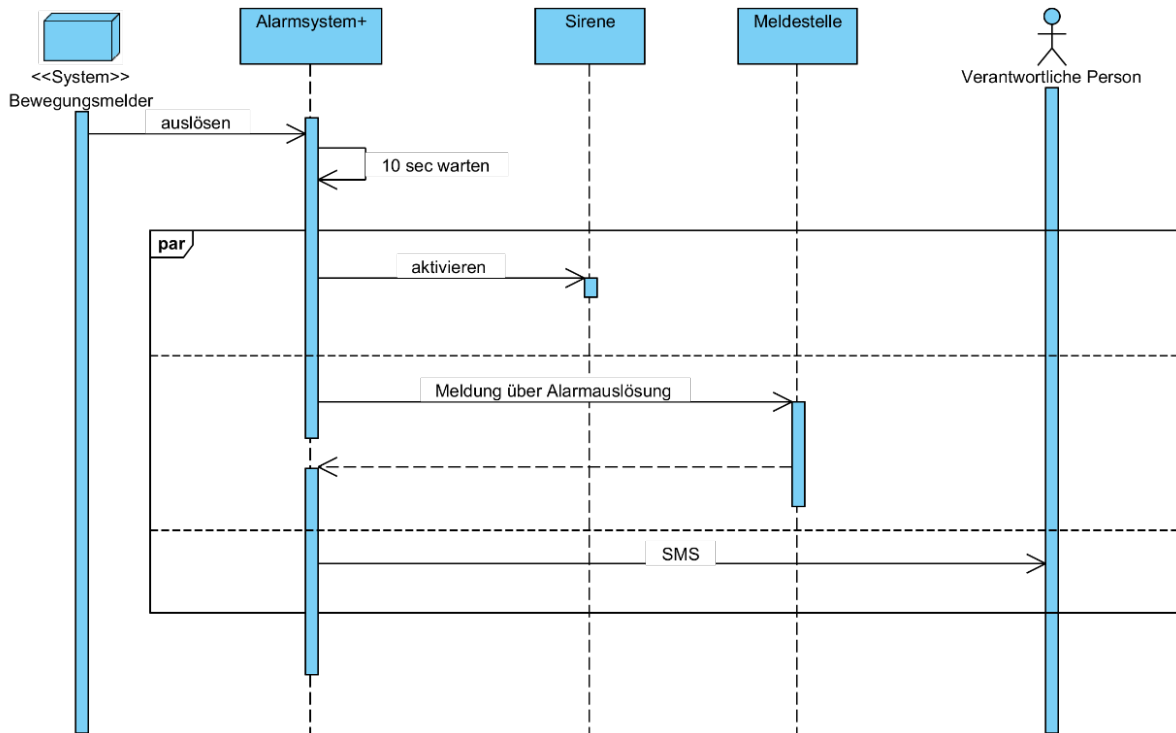 Alarmsystem+
Sirene
Meldestelle
<<System>>
Bewegungsmelder
Verantwortliche Person
auslösen
10 sec warten
par
aktivieren
Meldung über Alarmauslösung
SMS